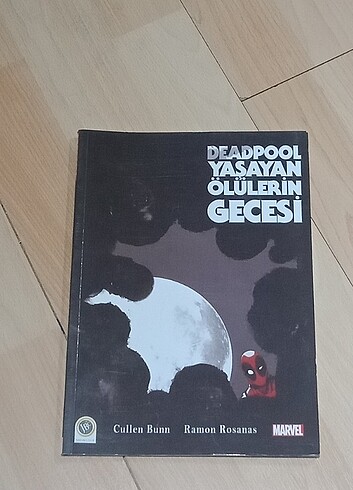 DEADPOOL
YAŞAYAN
ÖLÜLERİN
GECESİ
Cullen Bunn Ramon Rosanas MARVEL